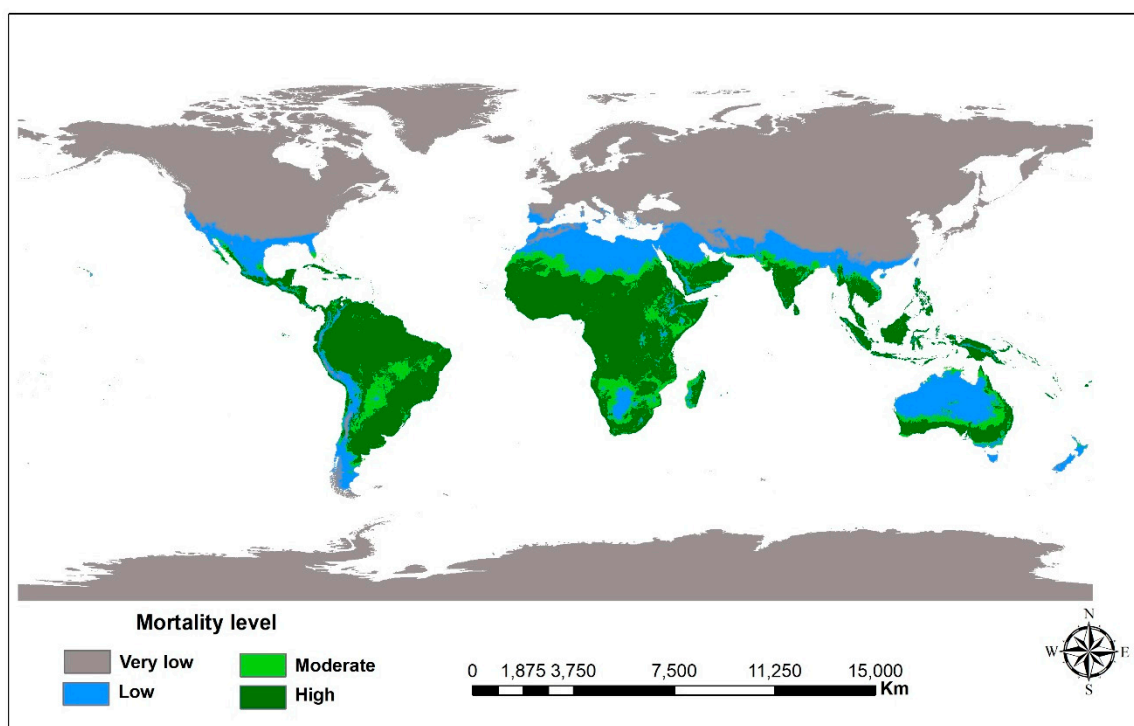 Mortality level
Very low
Low
Moderate
High
0 1,875 3,750 7,500 11,250 15,000
Km
N
W E
S